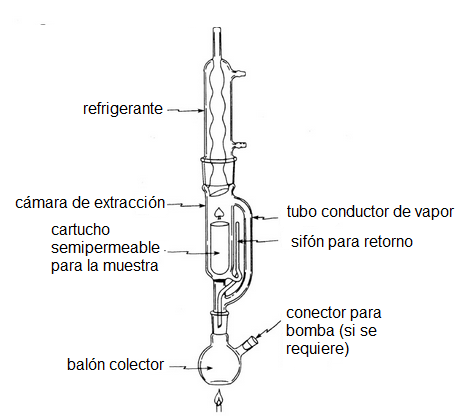 refrigerante
cámara de extracción
tubo conductor de vapor
cartucho
semipermeable
para la muestra
sifón para retorno
conector para
bomba (si se
requiere)
balón colector